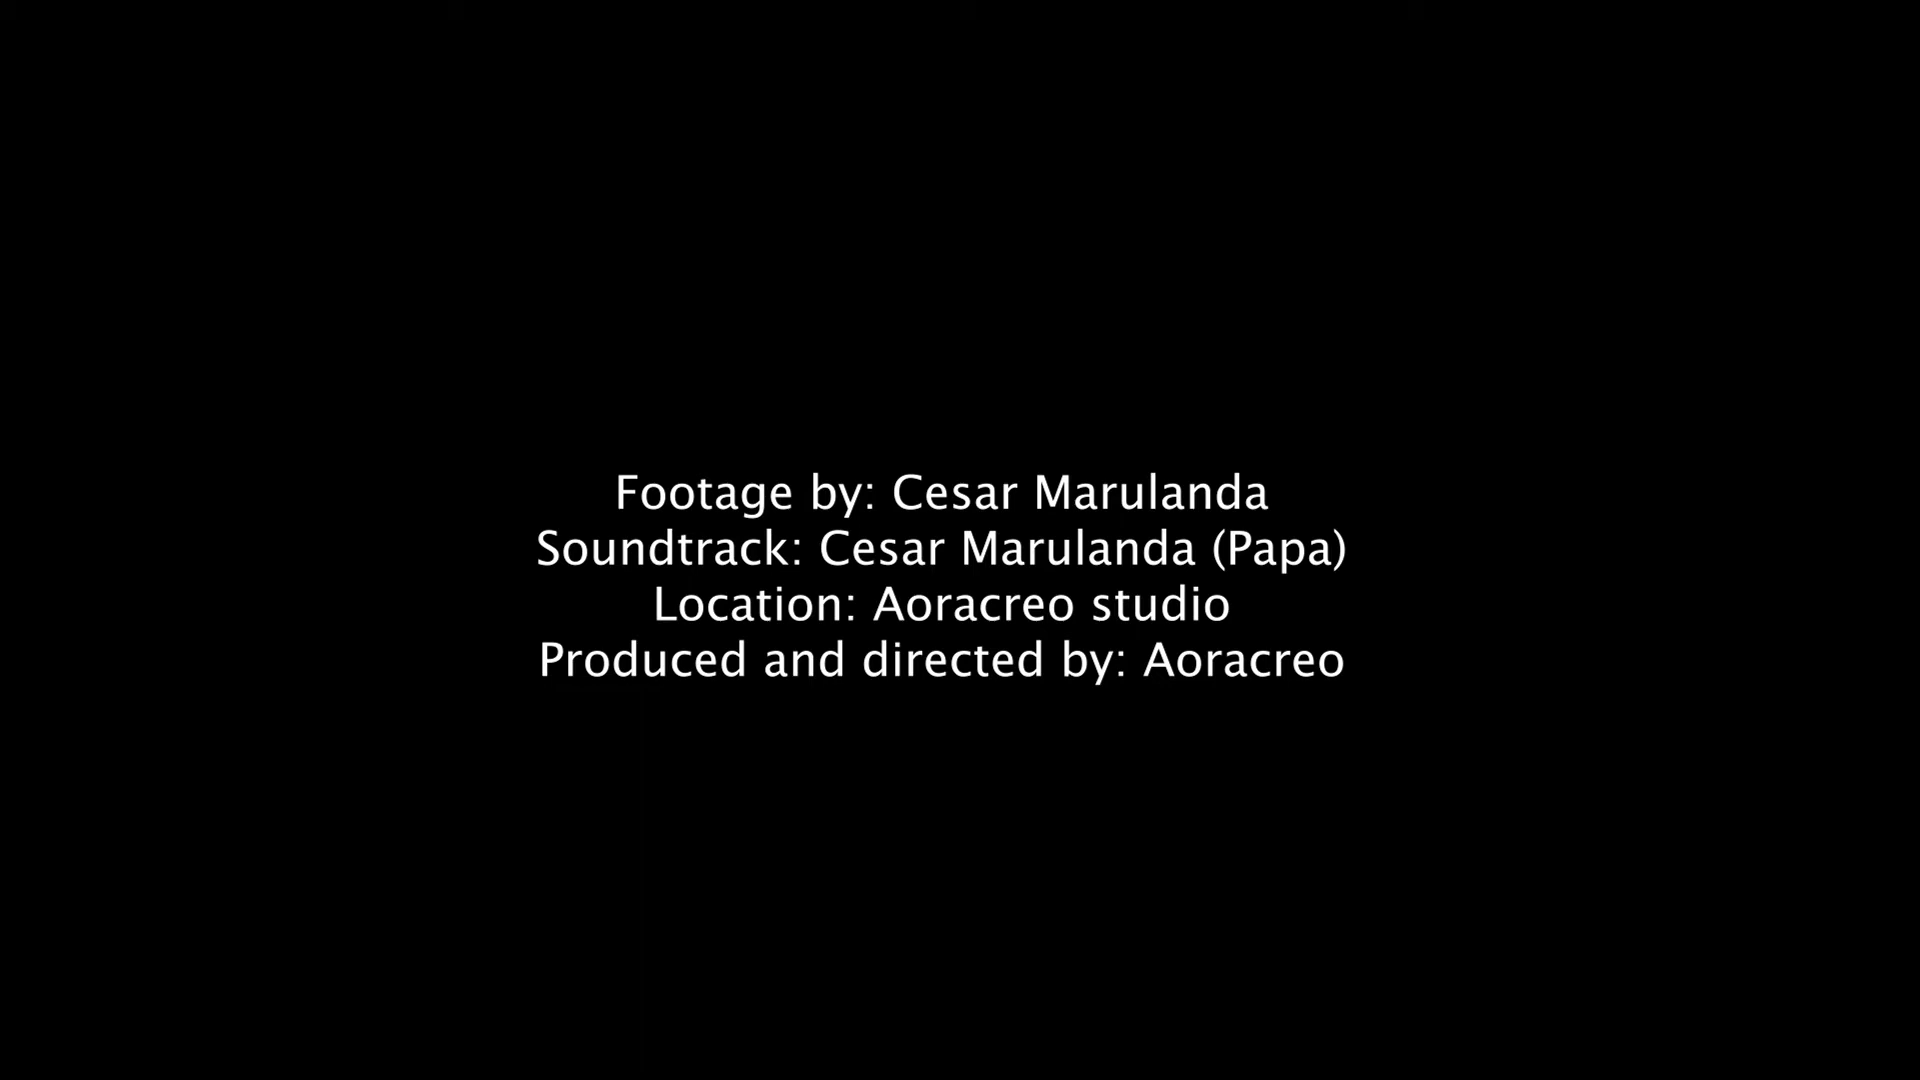 Footage by: Cesar Marulanda
Soundtrack: Cesar Marulanda (Papa)
Location: Aoracreo studio
Produced and directed by: Aoracreo